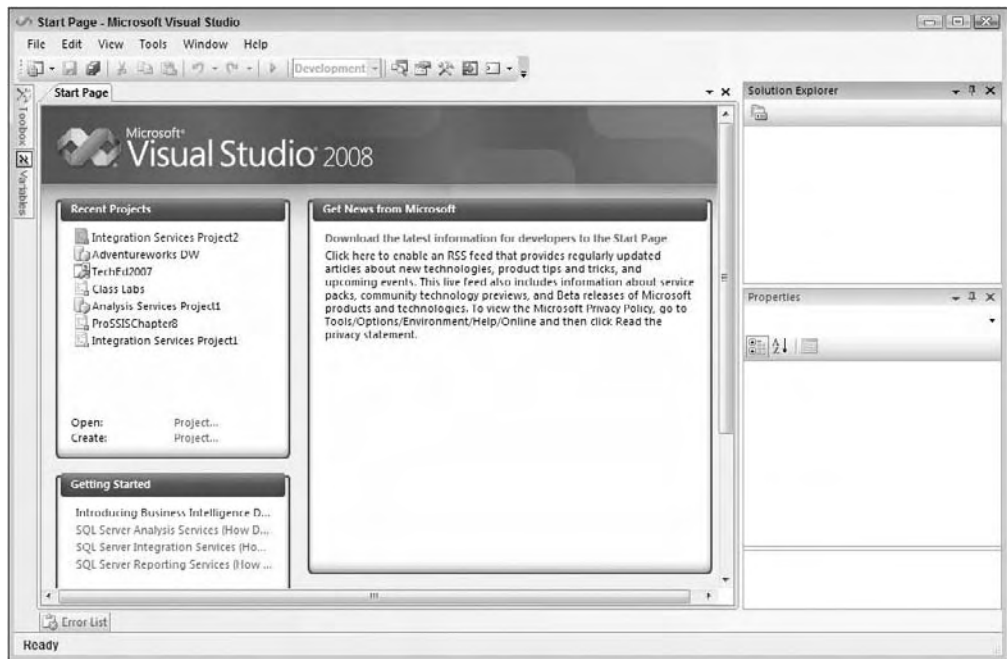 Start Page - Microsoft Visual Studio
File Edit View Tools Window Help
Development
Toolbox
Variables
Start Page
Microsoft®
Visual Studio® 2008
Recent Projects
Integration Services Project2
Adventureworks DW
TechEd2007
Class Labs
Analysis Services Project1
ProSSISChapter8
Integration Services Project1
Open: Project...
Create: Project...
Getting Started
Introducing Business Intelligence D...
SQL Server Analysis Services (How D...
SQL Server Integration Services (Ho...
SQL Server Reporting Services (How ...
Get News from Microsoft
Download the latest information for developers to the Start Page
Click here to enable an RSS feed that provides regularly updated
articles about new technologies, product tips and tricks, and
upcoming events. This live feed also includes information about service
packs, community technology previews, and Beta releases of Microsoft
products and technologies. To view the Microsoft Privacy Policy, go to
Tools/Options/Environment/Help/Online and then click Read the
privacy statement.
Solution Explorer
Properties
Error List
Ready